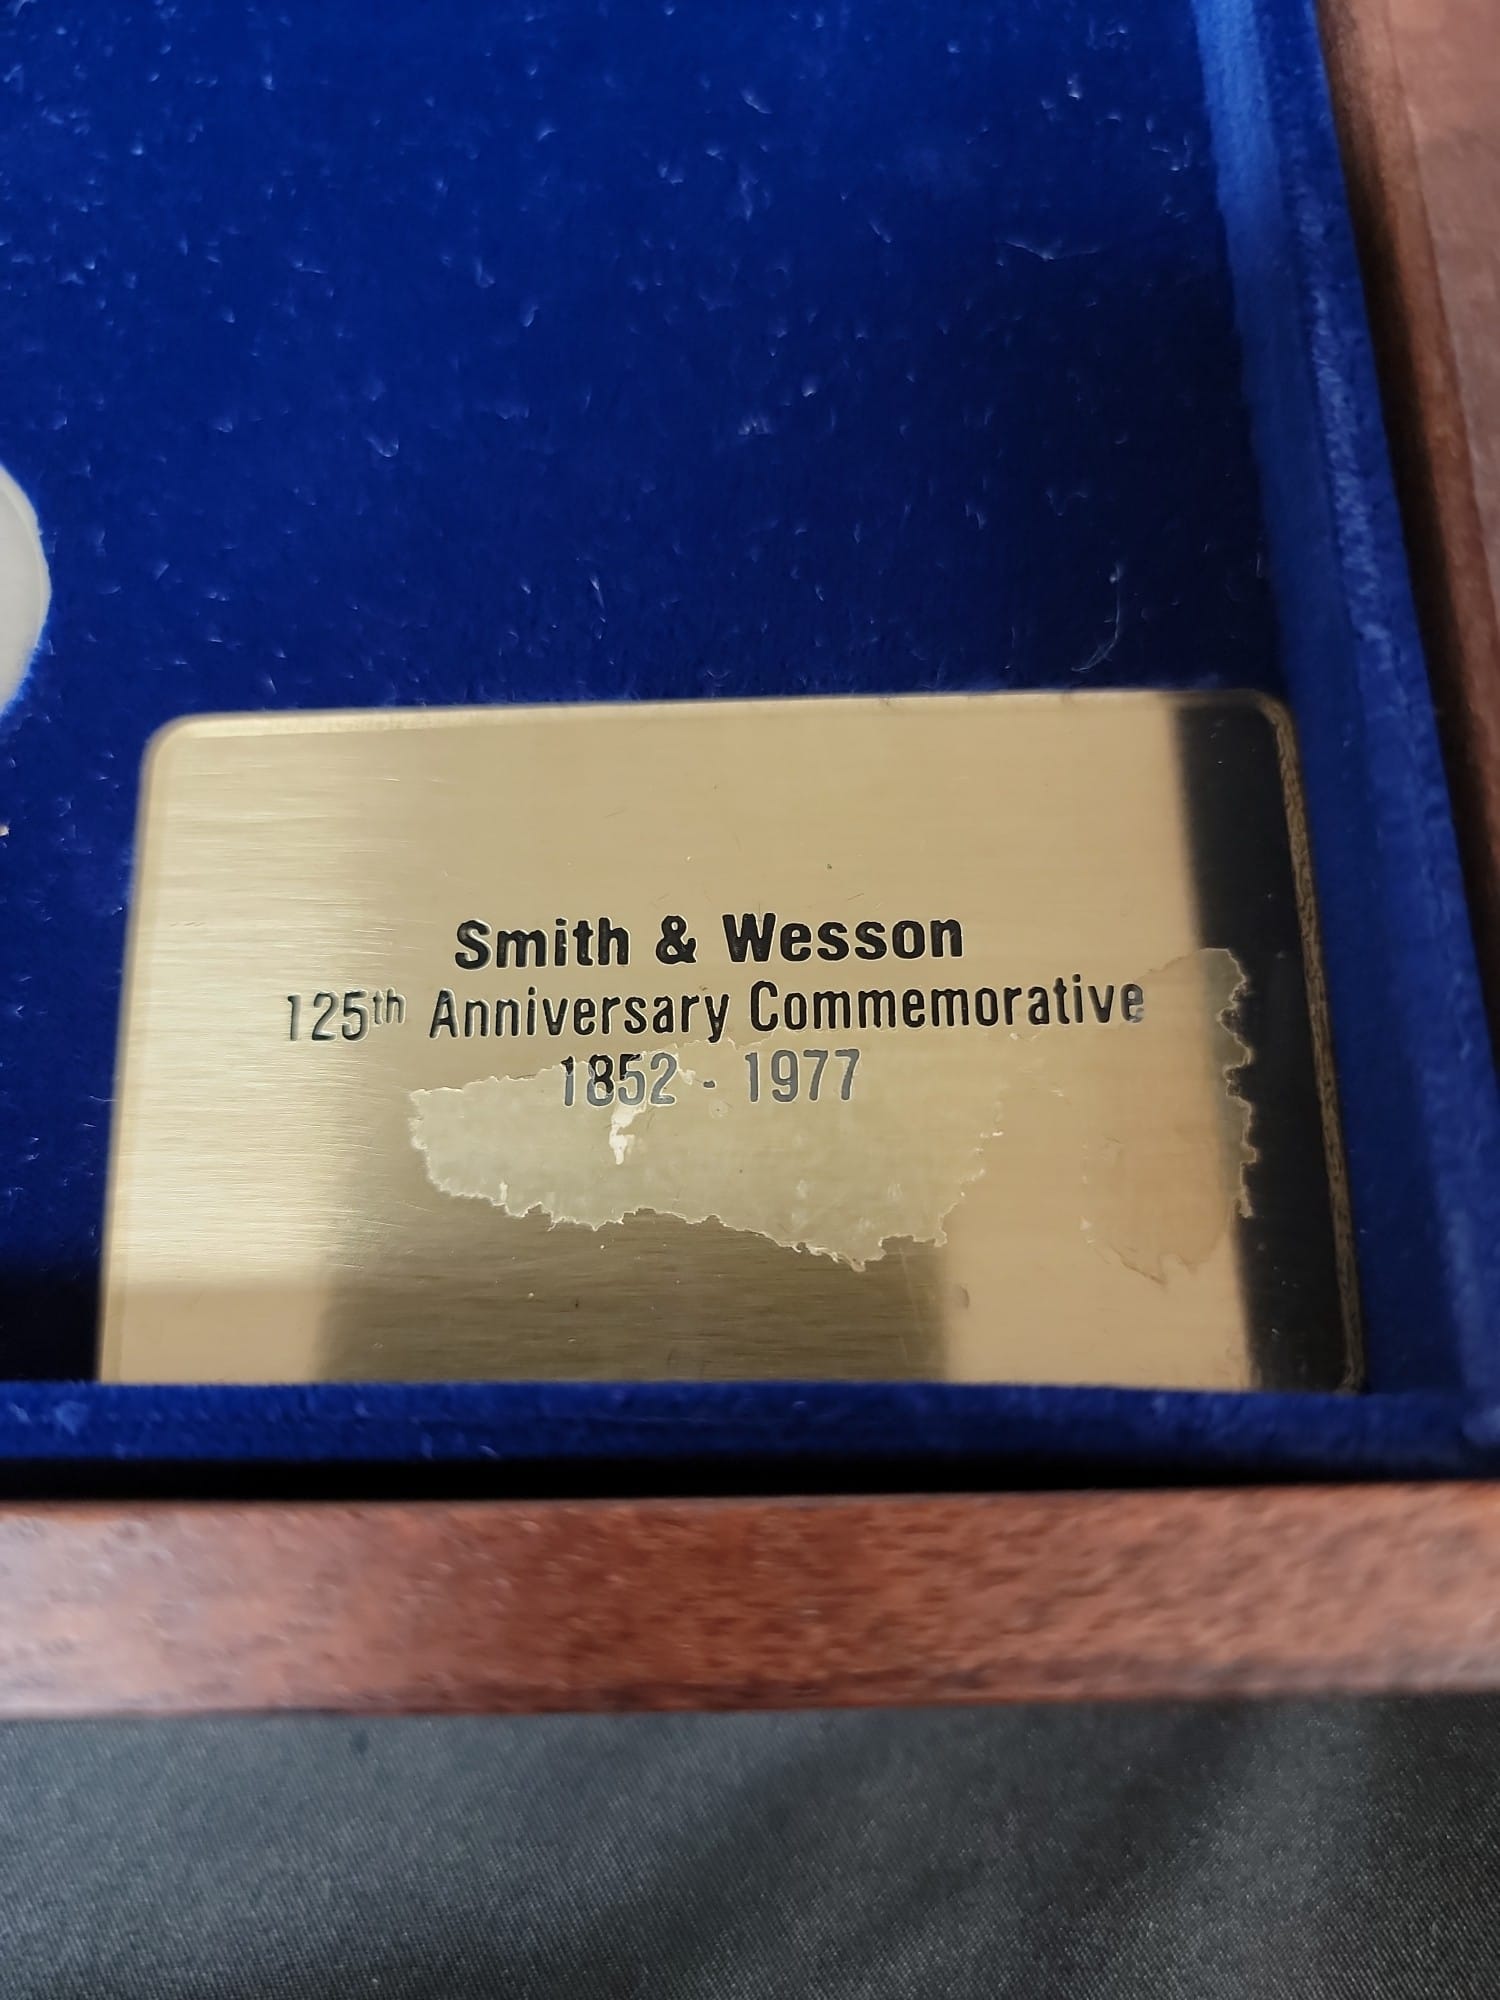 Smith & Wesson
125th Anniversary Commemorative
1852 - 1977